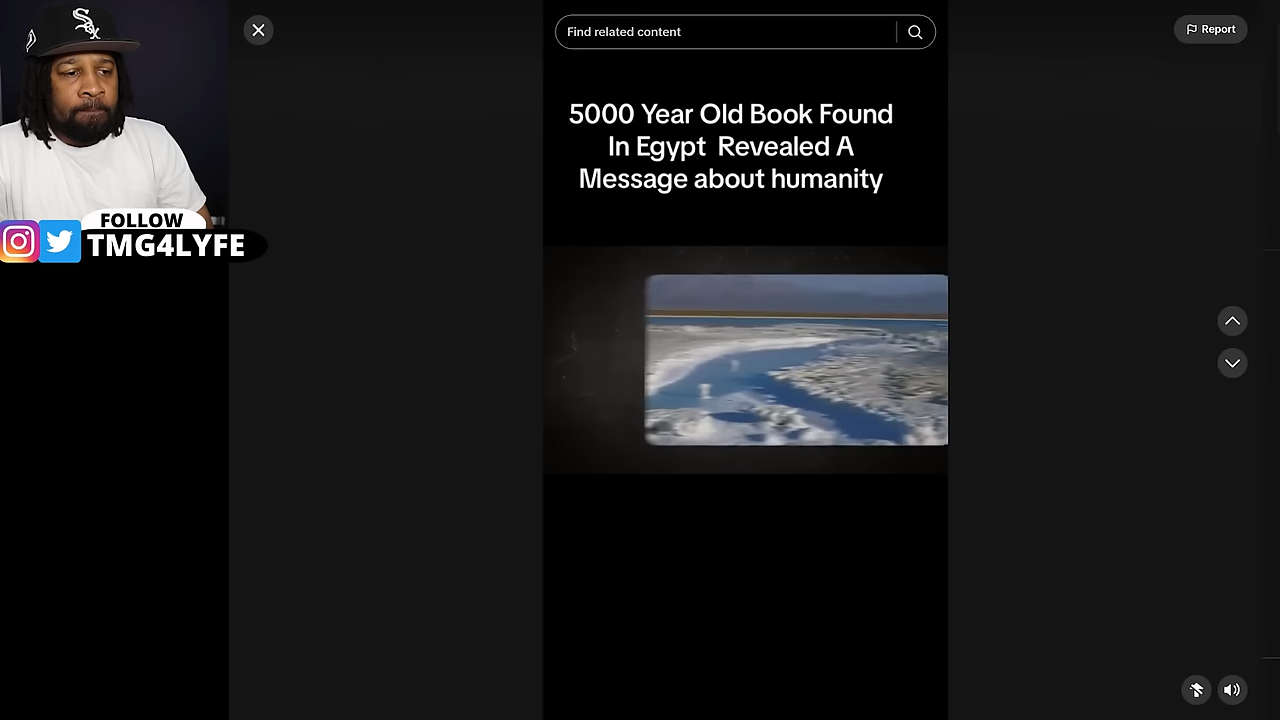 Find related content
Report
5000 Year Old Book Found
In Egypt Revealed A
Message about humanity
FOLLOW
TMG4LYFE